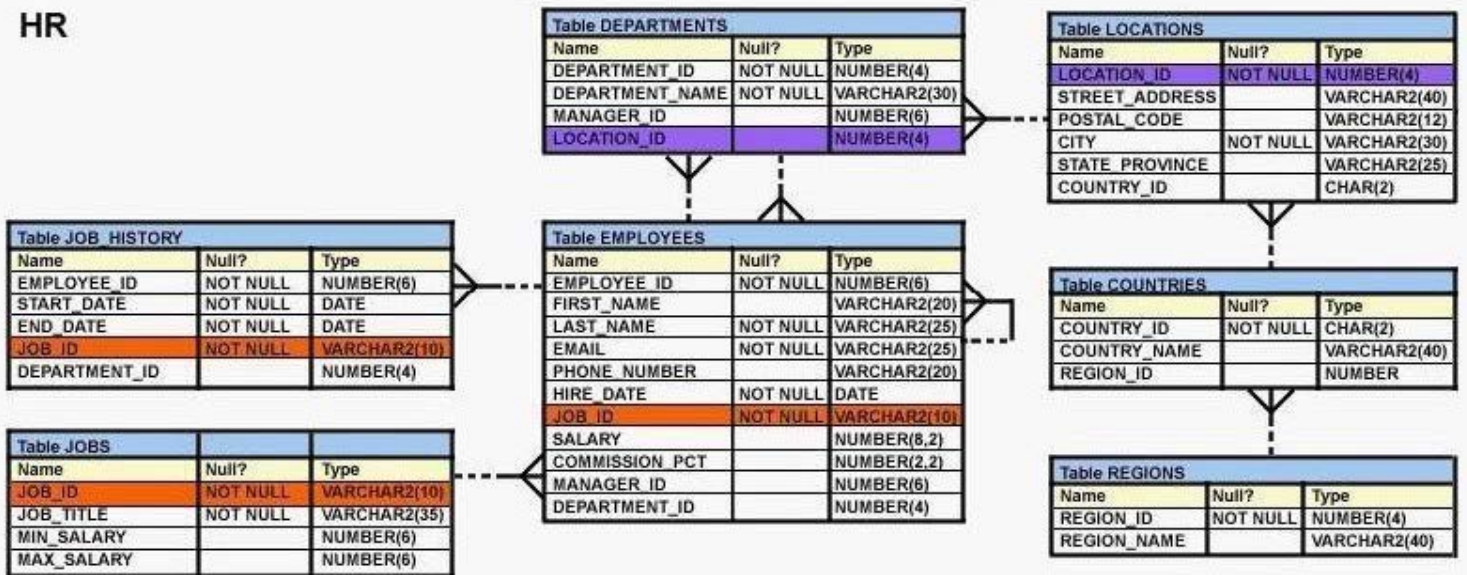 HR
Table DEPARTMENTS
Name Null? Type
DEPARTMENT_ID NOT NULL NUMBER(4)
DEPARTMENT_NAME NOT NULL VARCHAR2(30)
MANAGER_ID NUMBER(6)
LOCATION_ID NUMBER(4)
Table LOCATIONS
Name Null? Type
LOCATION_ID NOT NULL NUMBER(4)
STREET_ADDRESS VARCHAR2(40)
POSTAL_CODE VARCHAR2(12)
CITY NOT NULL VARCHAR2(30)
STATE_PROVINCE VARCHAR2(25)
COUNTRY_ID CHAR(2)
Table JOB_HISTORY
Name Null? Type
EMPLOYEE_ID NOT NULL NUMBER(6)
START_DATE NOT NULL DATE
END_DATE NOT NULL DATE
JOB_ID NOT NULL VARCHAR2(10)
DEPARTMENT_ID NUMBER(4)
Table EMPLOYEES
Name Null? Type
EMPLOYEE_ID NOT NULL NUMBER(6)
FIRST_NAME VARCHAR2(20)
LAST_NAME NOT NULL VARCHAR2(25)
EMAIL NOT NULL VARCHAR2(25)
PHONE_NUMBER VARCHAR2(20)
HIRE_DATE NOT NULL DATE
JOB_ID NOT NULL VARCHAR2(10)
SALARY NUMBER(8,2)
COMMISSION_PCT NUMBER(2,2)
MANAGER_ID NUMBER(6)
DEPARTMENT_ID NUMBER(4)
Table COUNTRIES
Name Null? Type
COUNTRY_ID NOT NULL CHAR(2)
COUNTRY_NAME VARCHAR2(40)
REGION_ID NUMBER
Table JOBS
Name Null? Type
JOB_ID NOT NULL VARCHAR2(10)
JOB_TITLE NOT NULL VARCHAR2(35)
MIN_SALARY NUMBER(6)
MAX_SALARY NUMBER(6)
Table REGIONS
Name Null? Type
REGION_ID NOT NULL NUMBER(4)
REGION_NAME VARCHAR2(40)